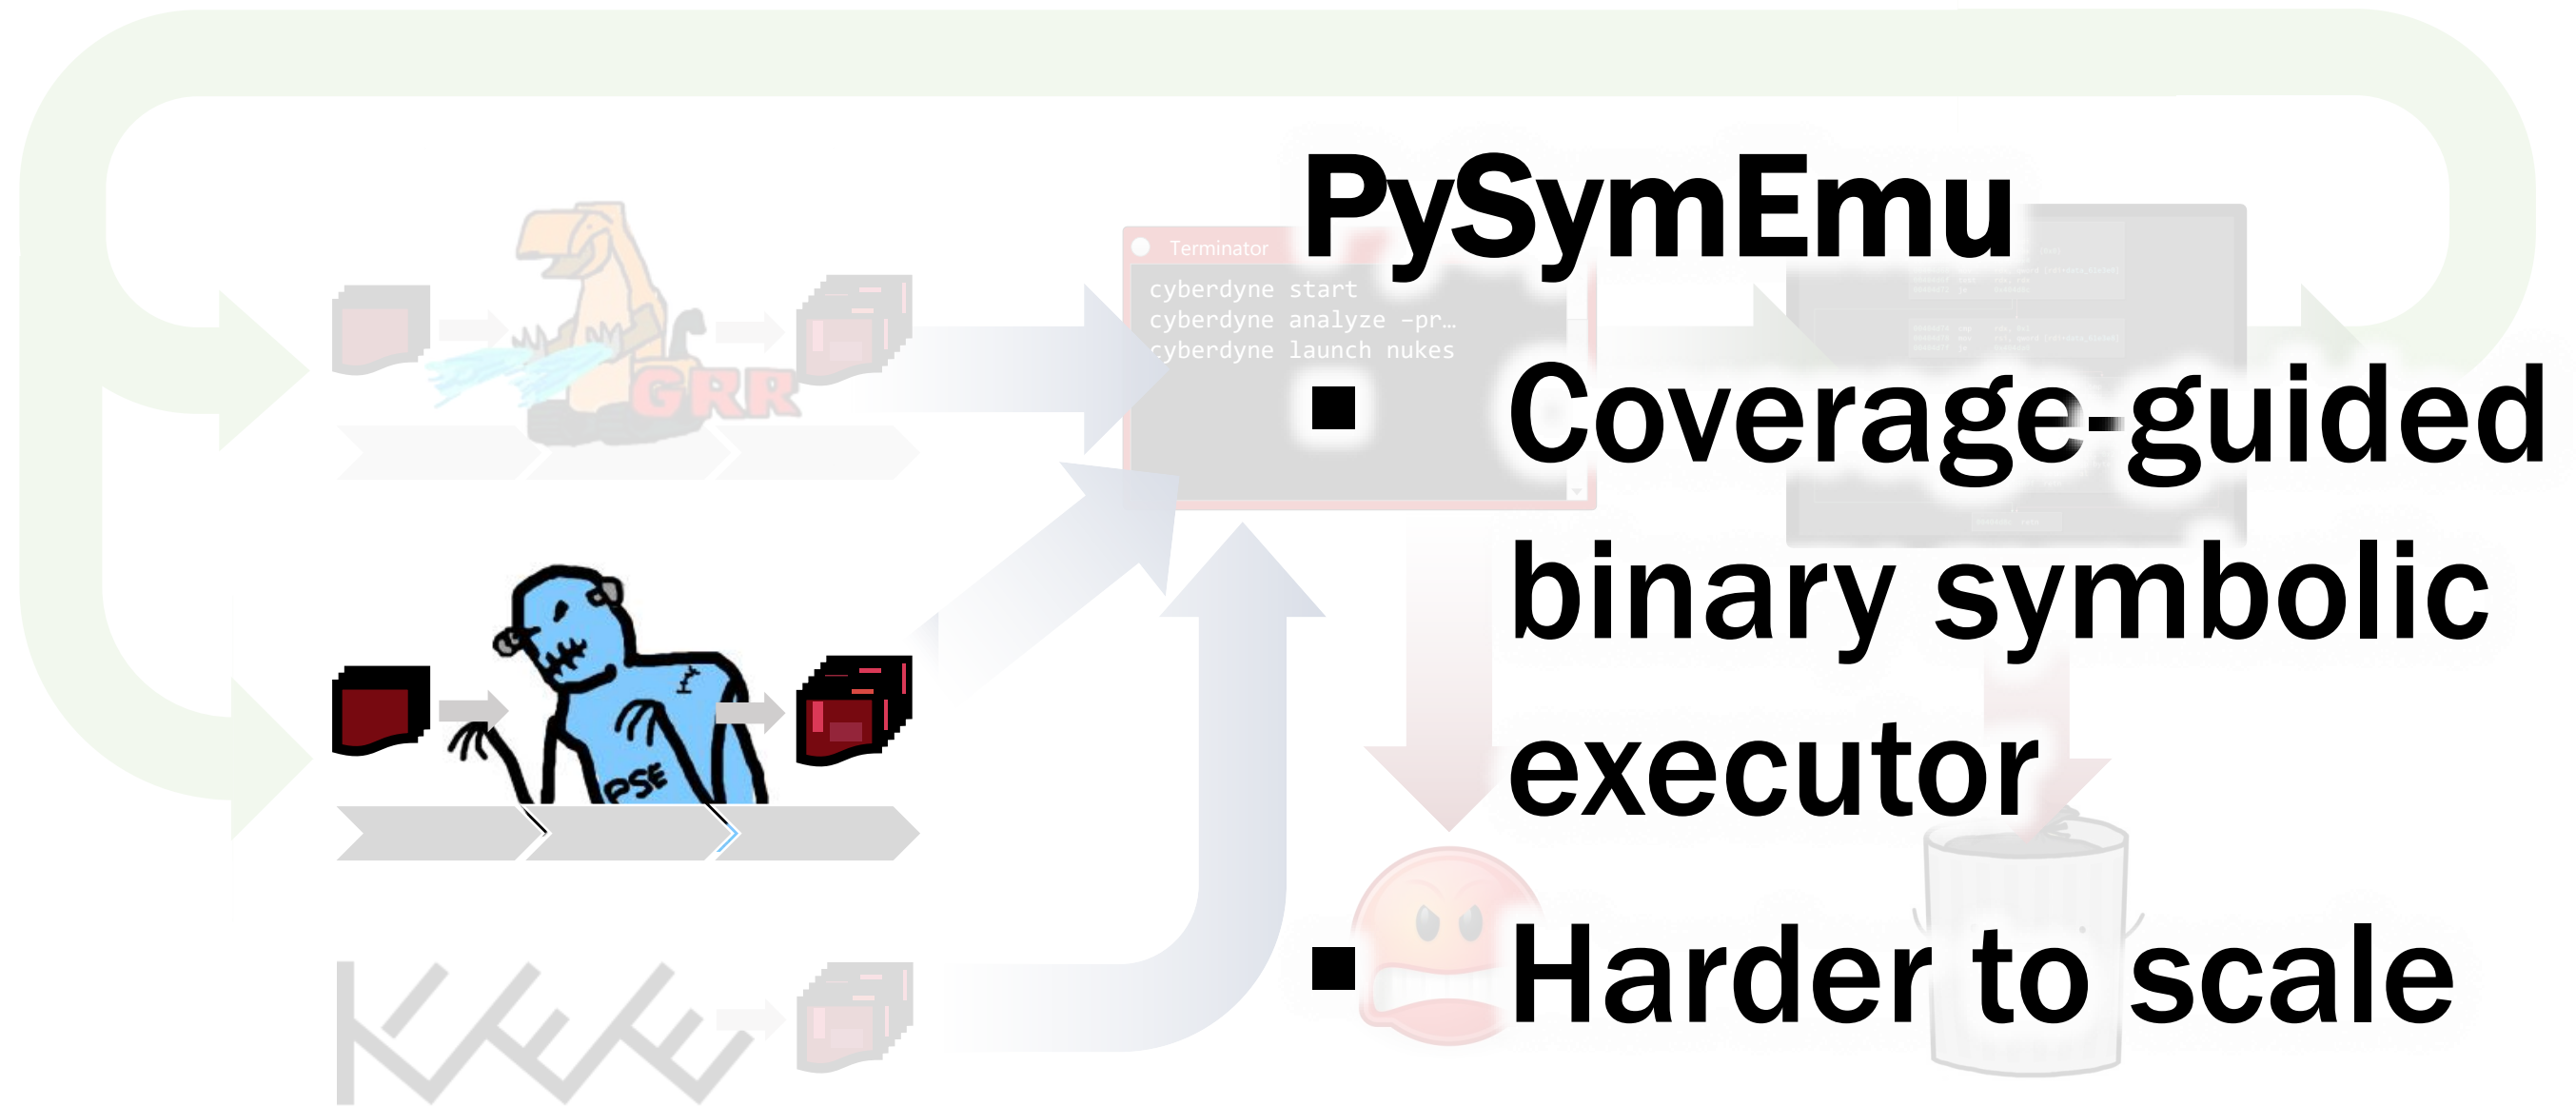 PySymEmu
▪ Coverage-guided
binary symbolic
executor
▪ Harder to scale
Terminator
cyberdyne start
cyberdyne analyze –pr…
cyberdyne launch nukes
GRR
PSE
KLEE